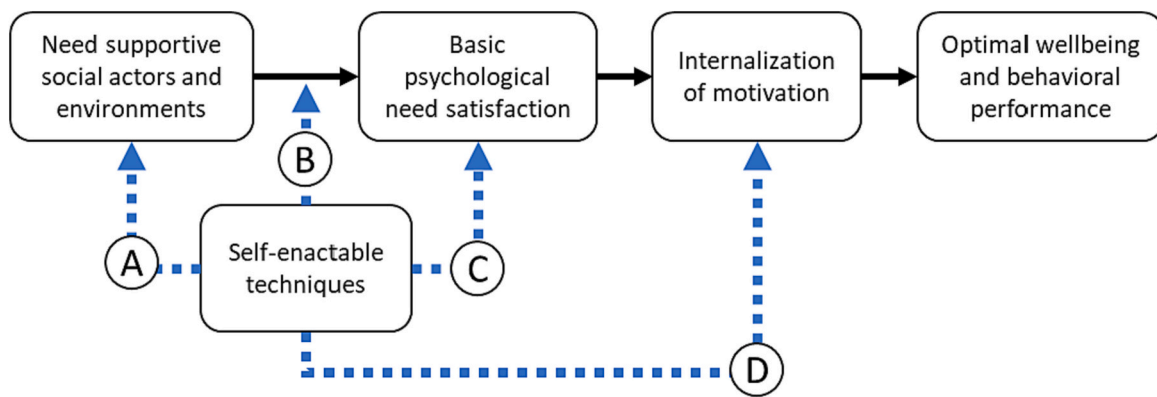 Need supportive
social actors and
environments
Basic
psychological
need satisfaction
Internalization
of motivation
Optimal wellbeing
and behavioral
performance
B
A
Self-enactable
techniques
C
D